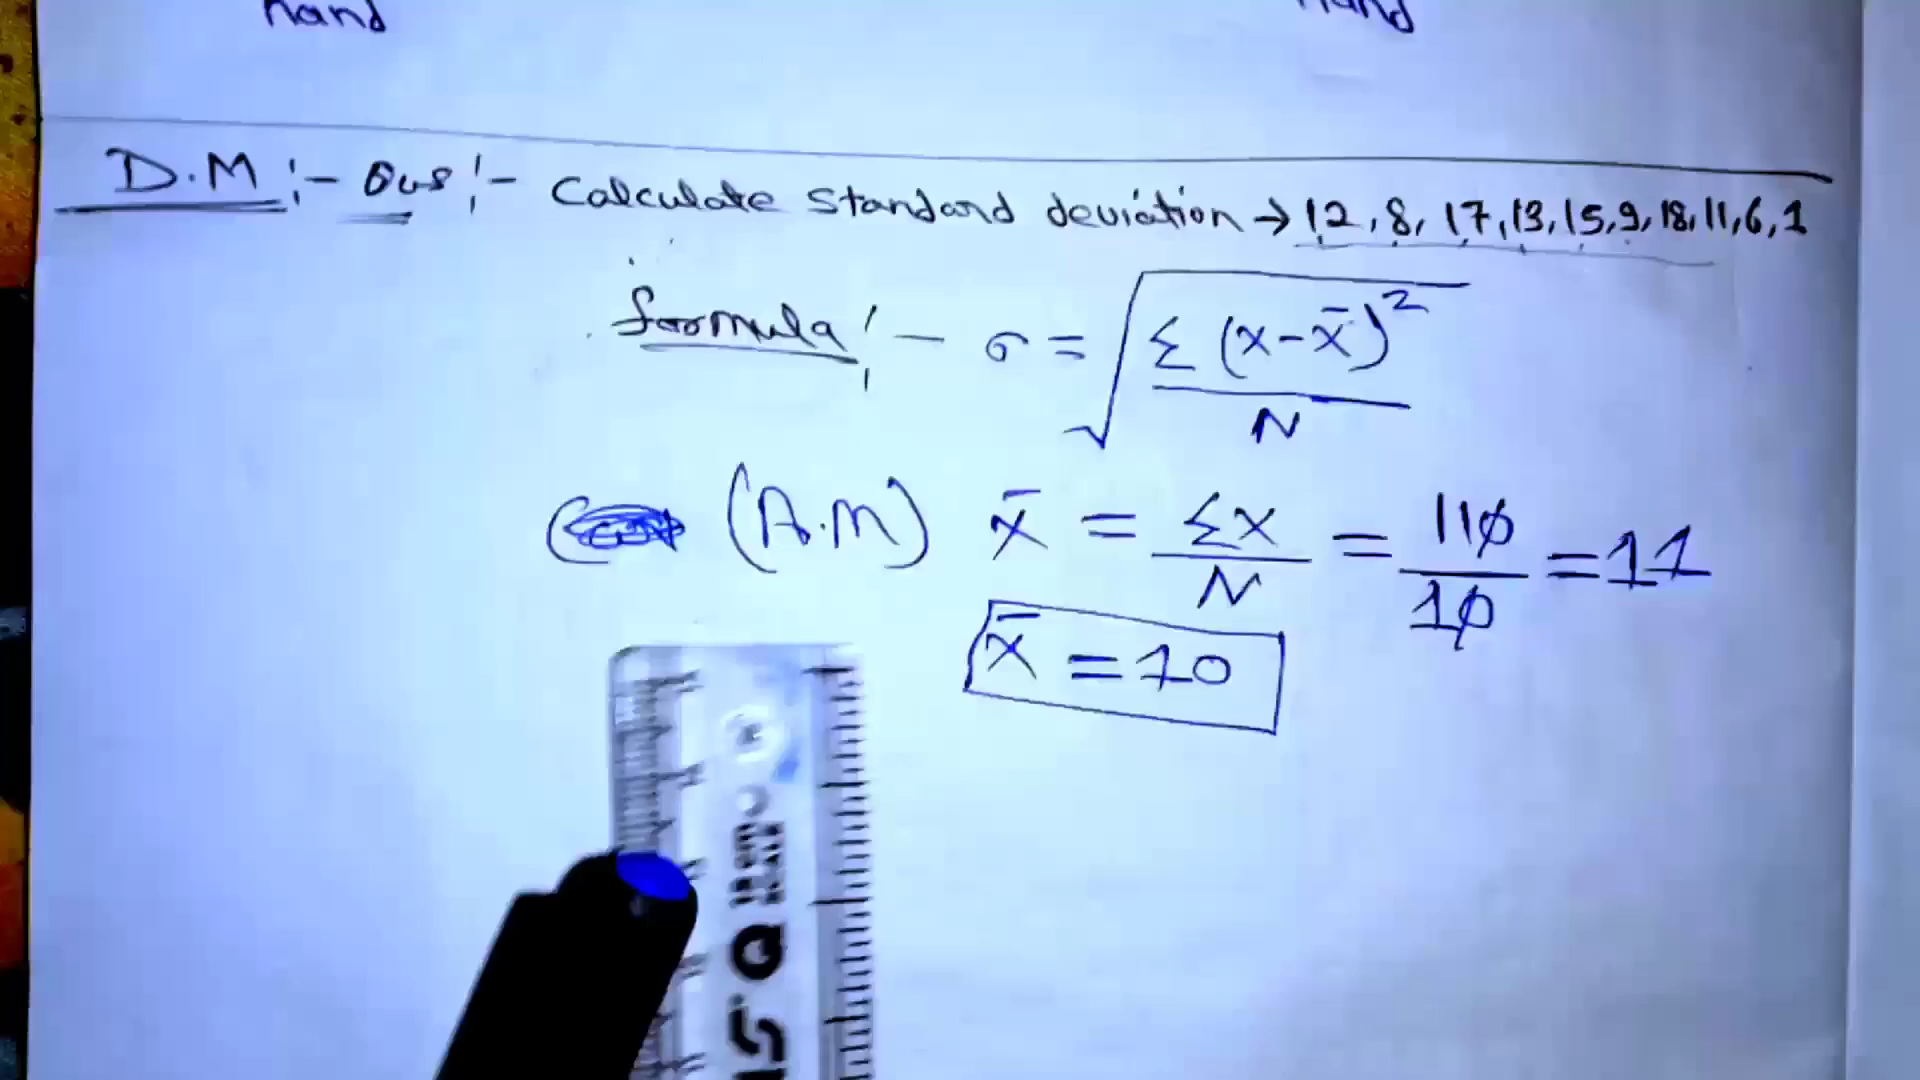 hand hand
D.M :- Qus :- Calculate standard deviation → 12, 8, 17, 13, 15, 9, 18, 11, 6, 1
formula :- σ = √Σ(x-x̄)²/N
(A.M) x̄ = Σx/N = 110/10 = 11
x̄ = 10